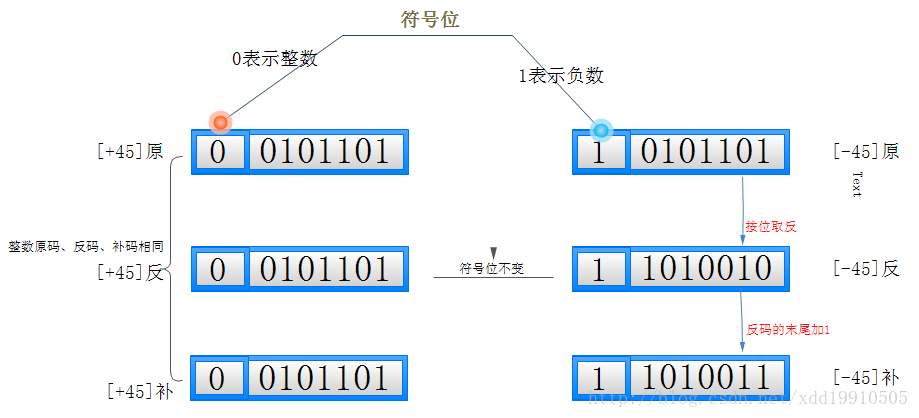 符号位
0表示整数
1表示负数
[+45]原
0 0101101
1 0101101
[-45]原
Text
按位取反
整数原码、反码、补码相同
[+45]反
0 0101101
符号位不变
1 1010010
[-45]反
反码的末尾加1
[+45]补
0 0101101
1 1010011
[-45]补
http://blog.csdn.net/xdd19910505